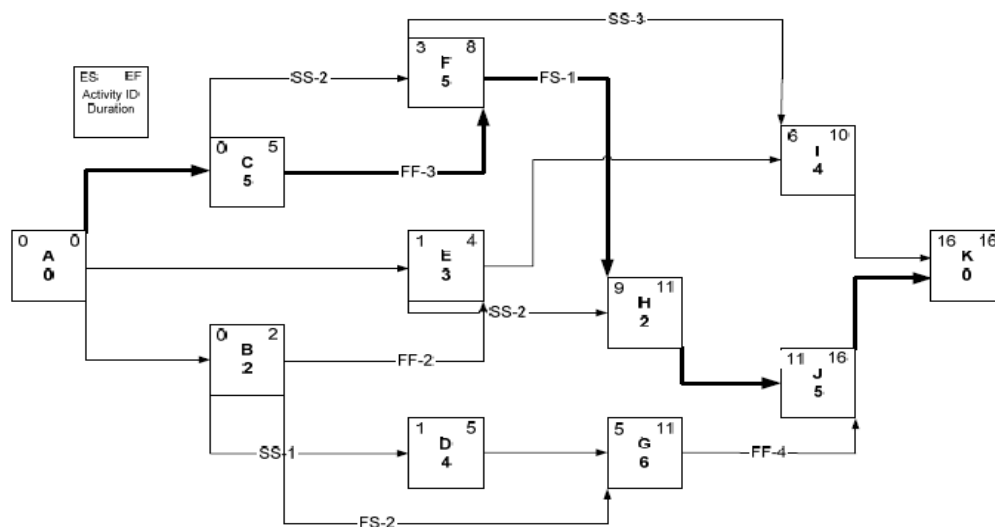 SS-3
3 8
F
5
ES EF
Activity ID
Duration
SS-2
FS-1
0 5
C
5
FF-3
6 10
I
4
0 0
A
0
1 4
E
3
16 16
K
0
SS-2
9 11
H
2
0 2
B
2
FF-2
11 16
J
5
SS-1
1 5
D
4
5 11
G
6
FF-4
FS-2